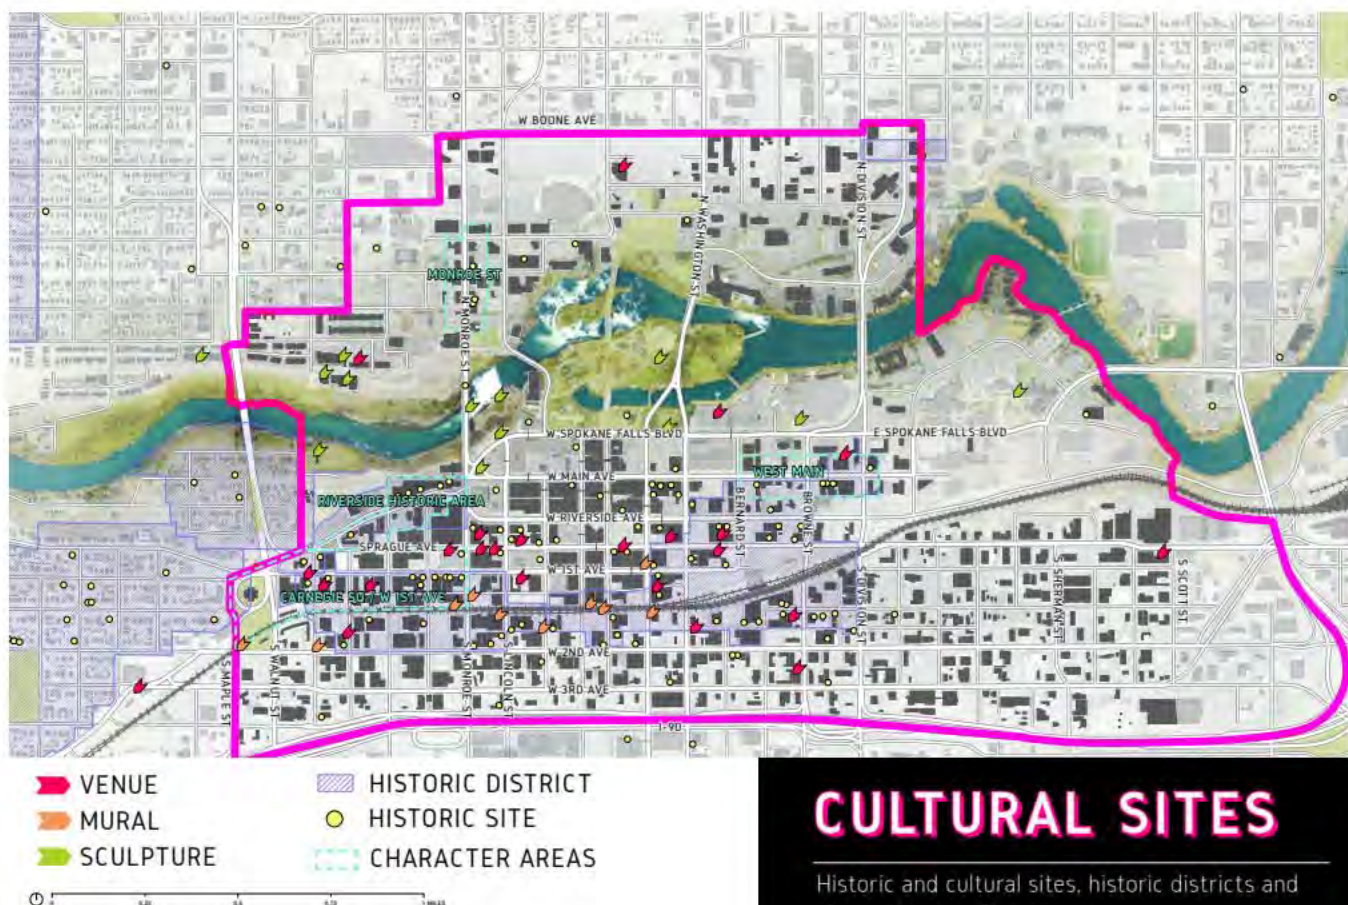 W BOONE AVE
N DIVISION ST
N WASHINGTON ST
MONROE ST
N MONROE ST
W SPOKANE FALLS BLVD
E SPOKANE FALLS BLVD
W MAIN AVE
WEST MAIN
RIVERSIDE HISTORIC AREA
BERNARD ST
BROWNE ST
W RIVERSIDE AVE
SPRAGUE AVE
W 1ST AVE
CARNEGIE SQ / W 1ST AVE
S DIVISION ST
S SHERMAN ST
S SCOTT ST
S MAPLE ST
S WALNUT ST
S MONROE ST
S LINCOLN ST
W 2ND AVE
W 3RD AVE
I-90
VENUE
MURAL
SCULPTURE
HISTORIC DISTRICT
HISTORIC SITE
CHARACTER AREAS
CULTURAL SITES
Historic and cultural sites, historic districts and